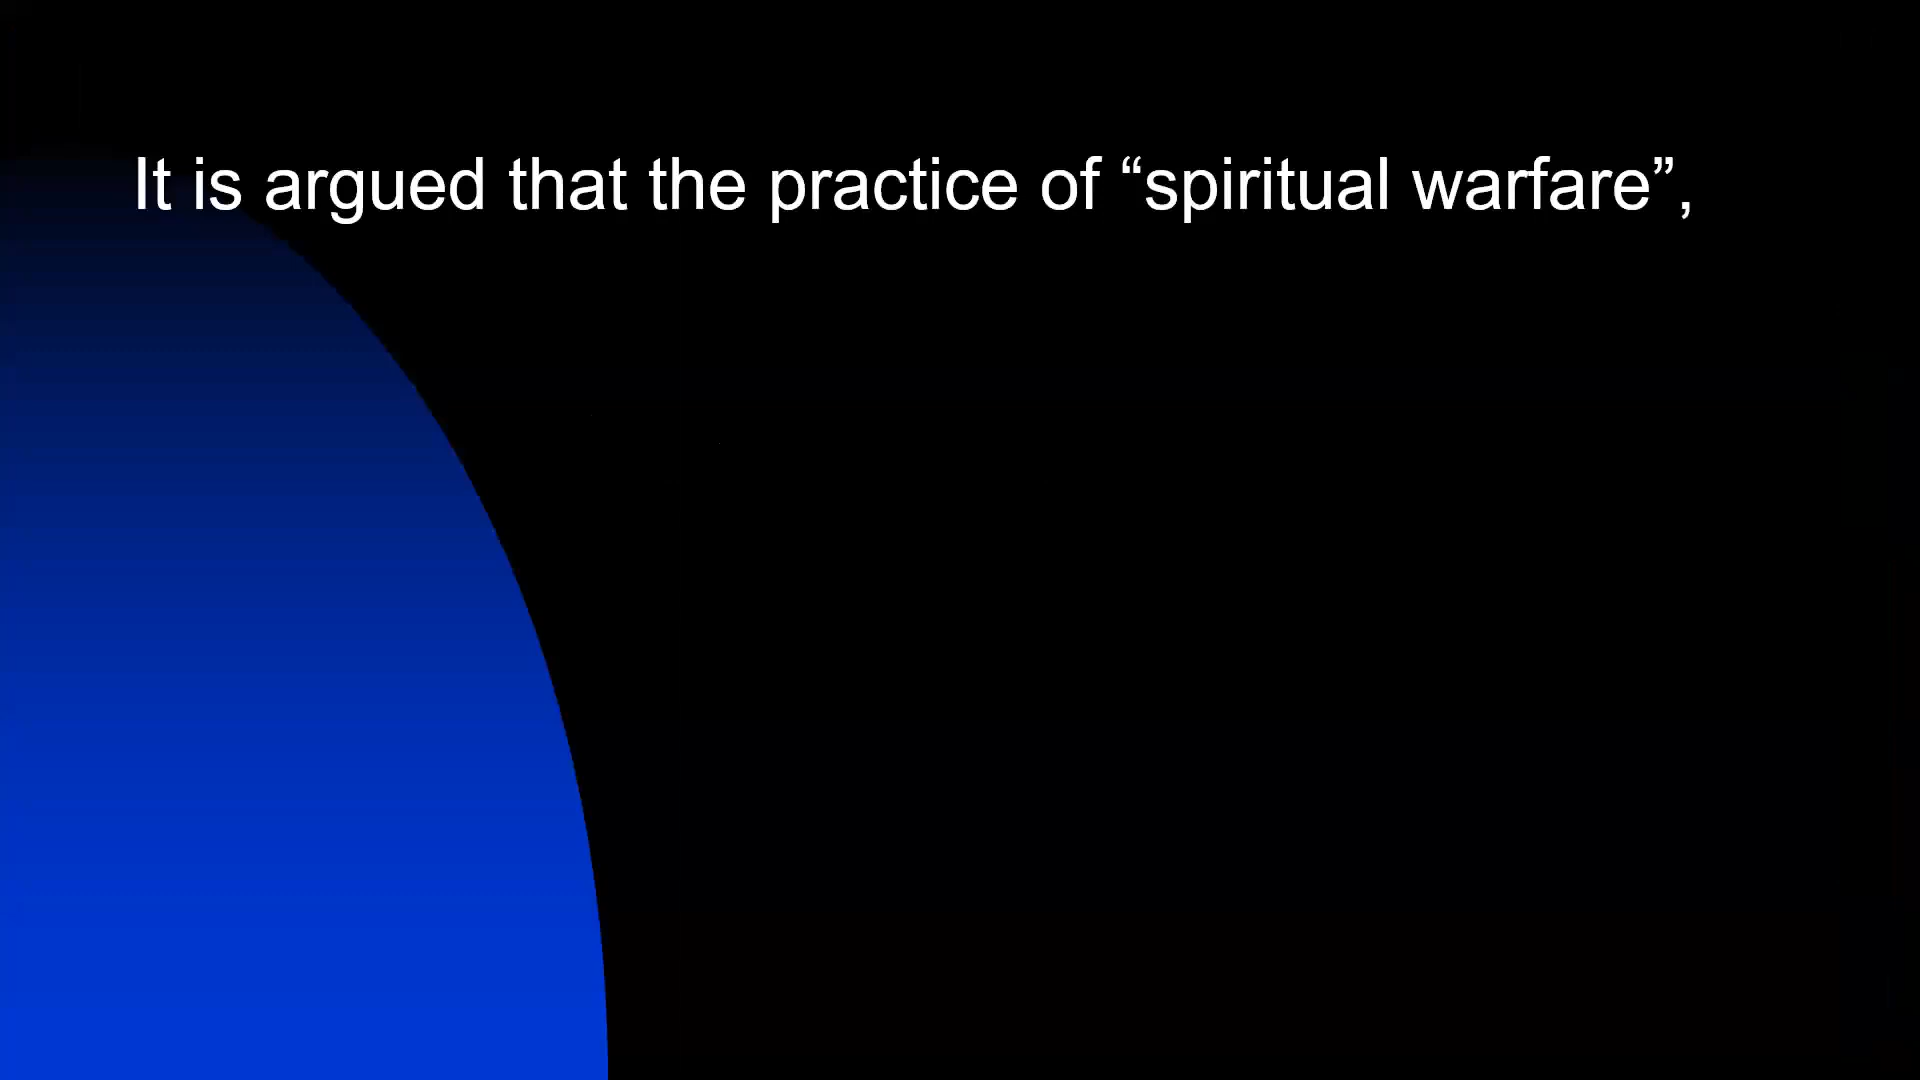 It is argued that the practice of “spiritual warfare”,